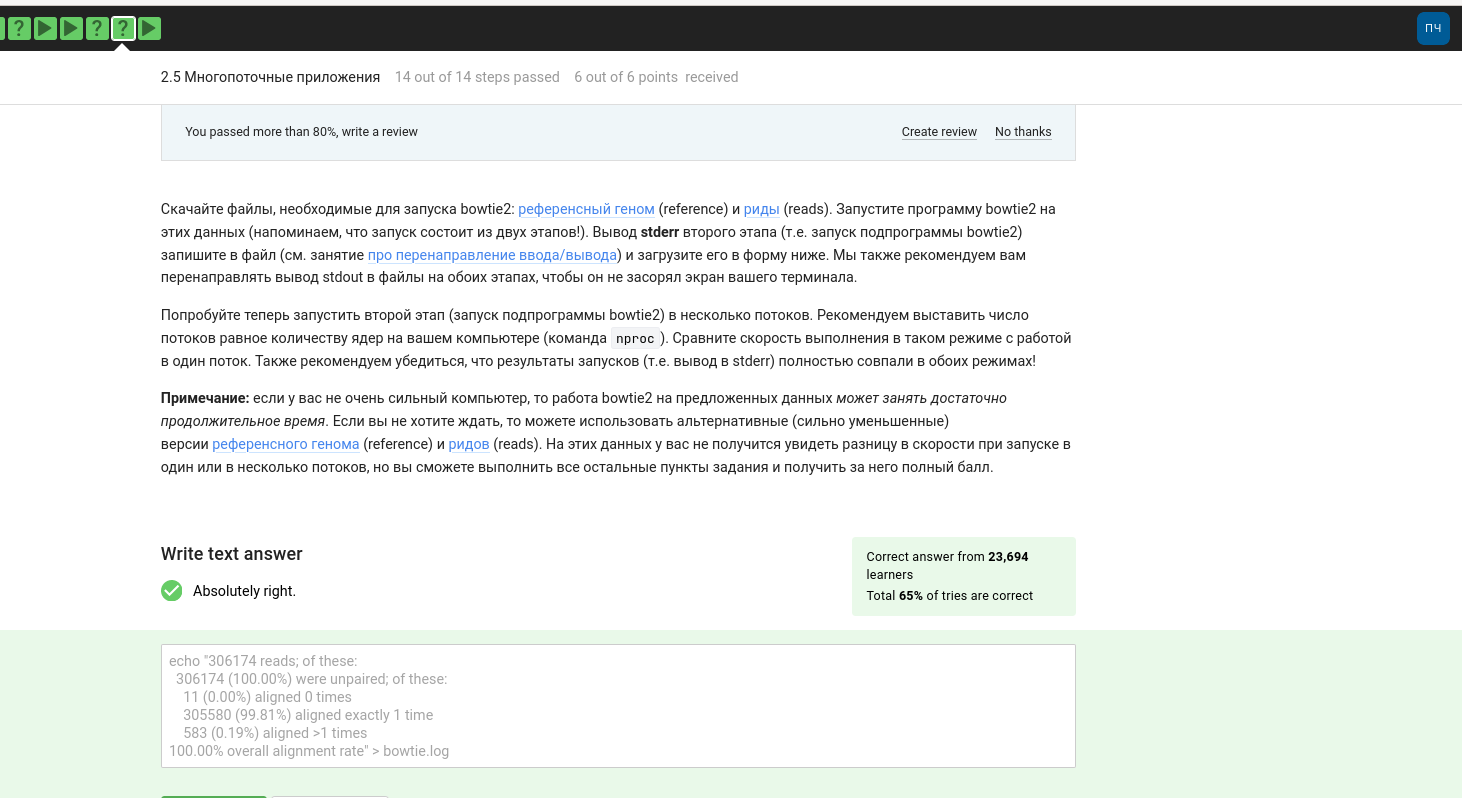 ? ? ?
ПЧ
2.5 Многопоточные приложения 14 out of 14 steps passed 6 out of 6 points received
You passed more than 80%, write a review Create review No thanks
Скачайте файлы, необходимые для запуска bowtie2: референсный геном (reference) и риды (reads). Запустите программу bowtie2 на
этих данных (напоминаем, что запуск состоит из двух этапов!). Вывод stderr второго этапа (т.е. запуск подпрограммы bowtie2)
запишите в файл (см. занятие про перенаправление ввода/вывода) и загрузите его в форму ниже. Мы также рекомендуем вам
перенаправлять вывод stdout в файлы на обоих этапах, чтобы он не засорял экран вашего терминала.
Попробуйте теперь запустить второй этап (запуск подпрограммы bowtie2) в несколько потоков. Рекомендуем выставить число
потоков равное количеству ядер на вашем компьютере (команда nproc ). Сравните скорость выполнения в таком режиме с работой
в один поток. Также рекомендуем убедиться, что результаты запусков (т.е. вывод в stderr) полностью совпали в обоих режимах!
Примечание: если у вас не очень сильный компьютер, то работа bowtie2 на предложенных данных может занять достаточно
продолжительное время. Если вы не хотите ждать, то можете использовать альтернативные (сильно уменьшенные)
версии референсного генома (reference) и ридов (reads). На этих данных у вас не получится увидеть разницу в скорости при запуске в
один или в несколько потоков, но вы сможете выполнить все остальные пункты задания и получить за него полный балл.
Write text answer
Absolutely right.
Correct answer from 23,694
learners
Total 65% of tries are correct
echo "306174 reads; of these:
306174 (100.00%) were unpaired; of these:
11 (0.00%) aligned 0 times
305580 (99.81%) aligned exactly 1 time
583 (0.19%) aligned >1 times
100.00% overall alignment rate" > bowtie.log